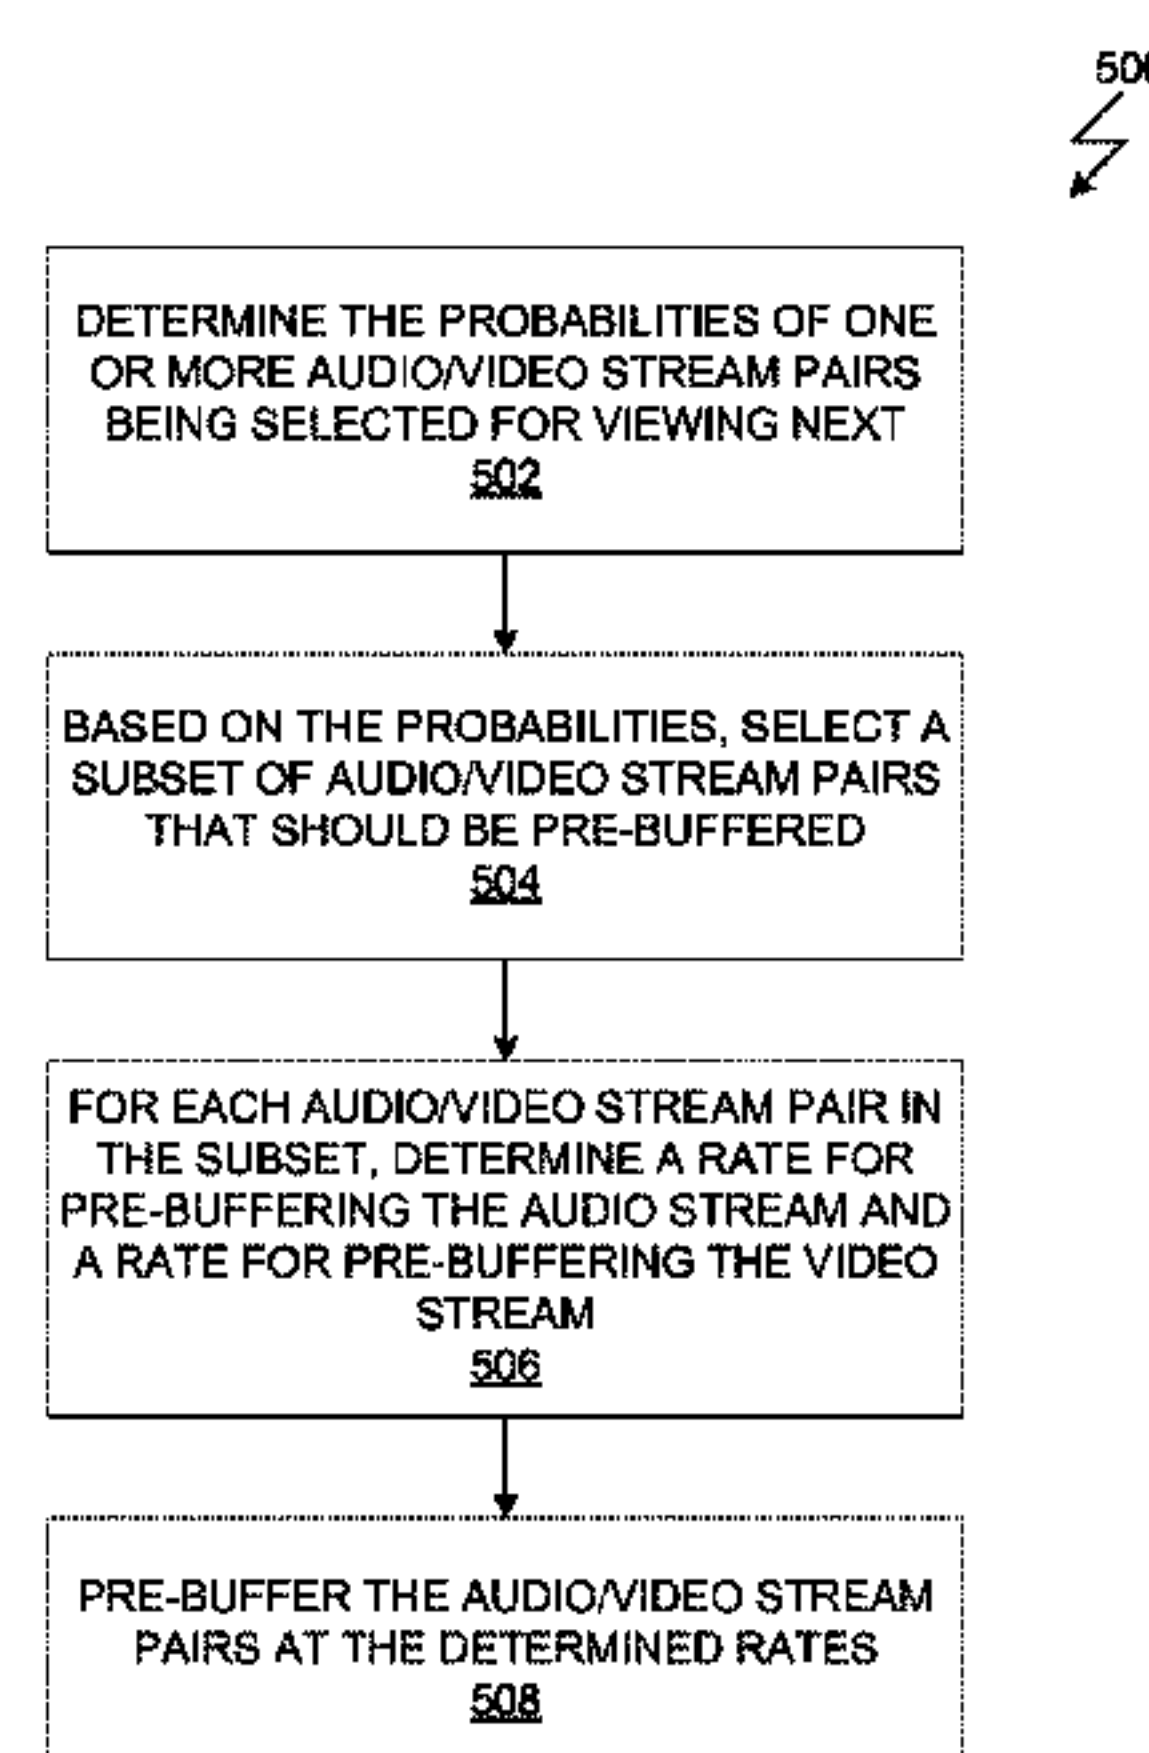 500
DETERMINE THE PROBABILITIES OF ONE
OR MORE AUDIO/VIDEO STREAM PAIRS
BEING SELECTED FOR VIEWING NEXT
502
BASED ON THE PROBABILITIES, SELECT A
SUBSET OF AUDIO/VIDEO STREAM PAIRS
THAT SHOULD BE PRE-BUFFERED
504
FOR EACH AUDIO/VIDEO STREAM PAIR IN
THE SUBSET, DETERMINE A RATE FOR
PRE-BUFFERING THE AUDIO STREAM AND
A RATE FOR PRE-BUFFERING THE VIDEO
STREAM
506
PRE-BUFFER THE AUDIO/VIDEO STREAM
PAIRS AT THE DETERMINED RATES
508